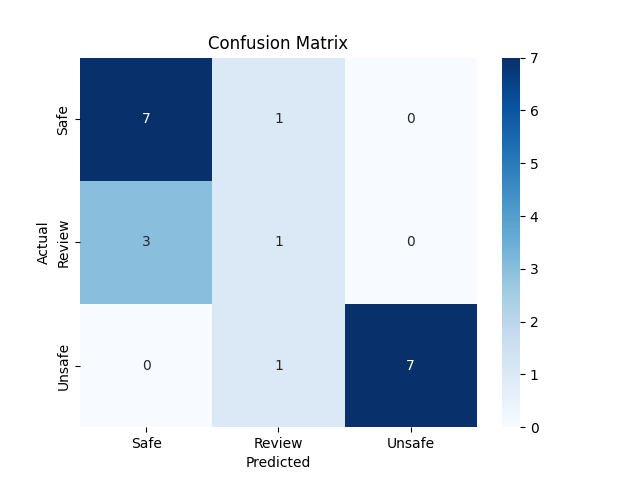 Confusion Matrix
Actual
Safe
7
1
0
Review
3
1
0
Unsafe
0
1
7
Safe
Review
Unsafe
Predicted
7
6
5
4
3
2
1
0